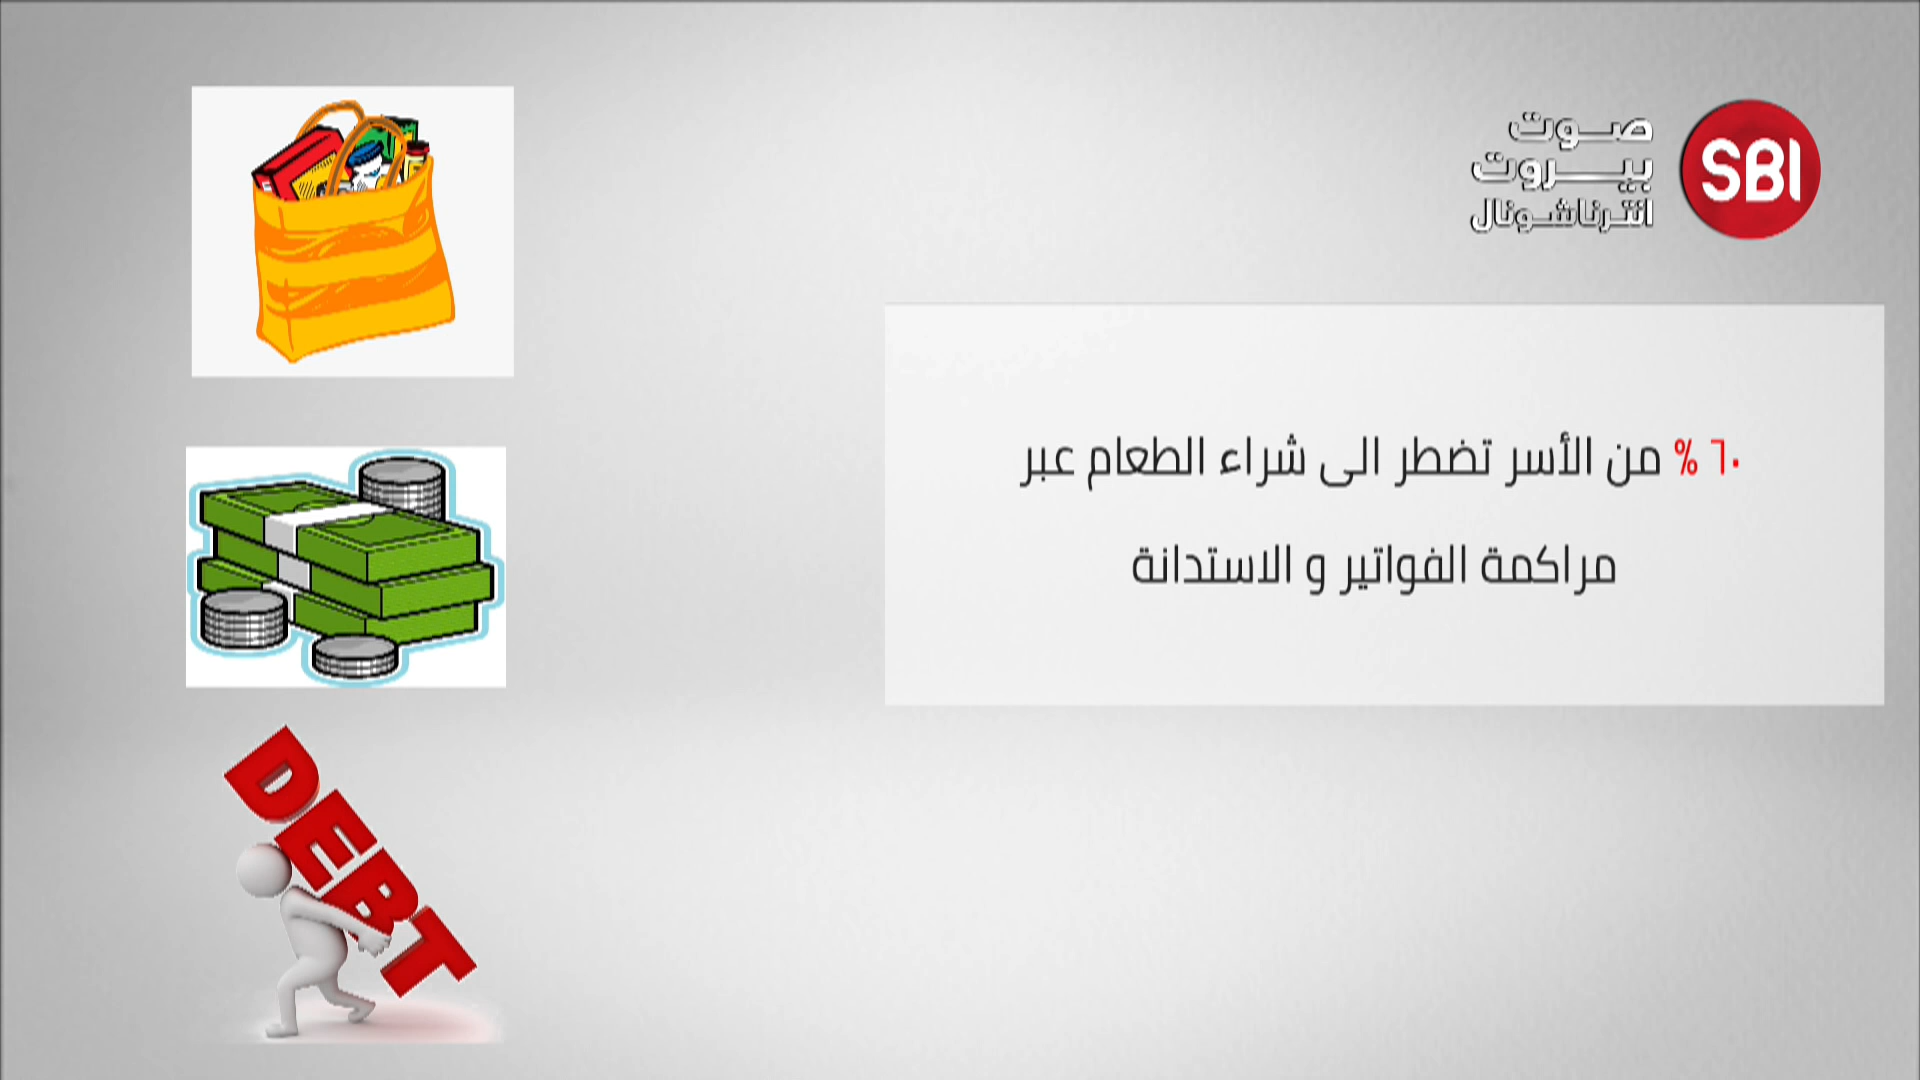 صوت
بيروت
انترناشونال
SBI
٦٠ % من الأسر تضطر الى شراء الطعام عبر
مراكمة الفواتير و الاستدانة
DEBT